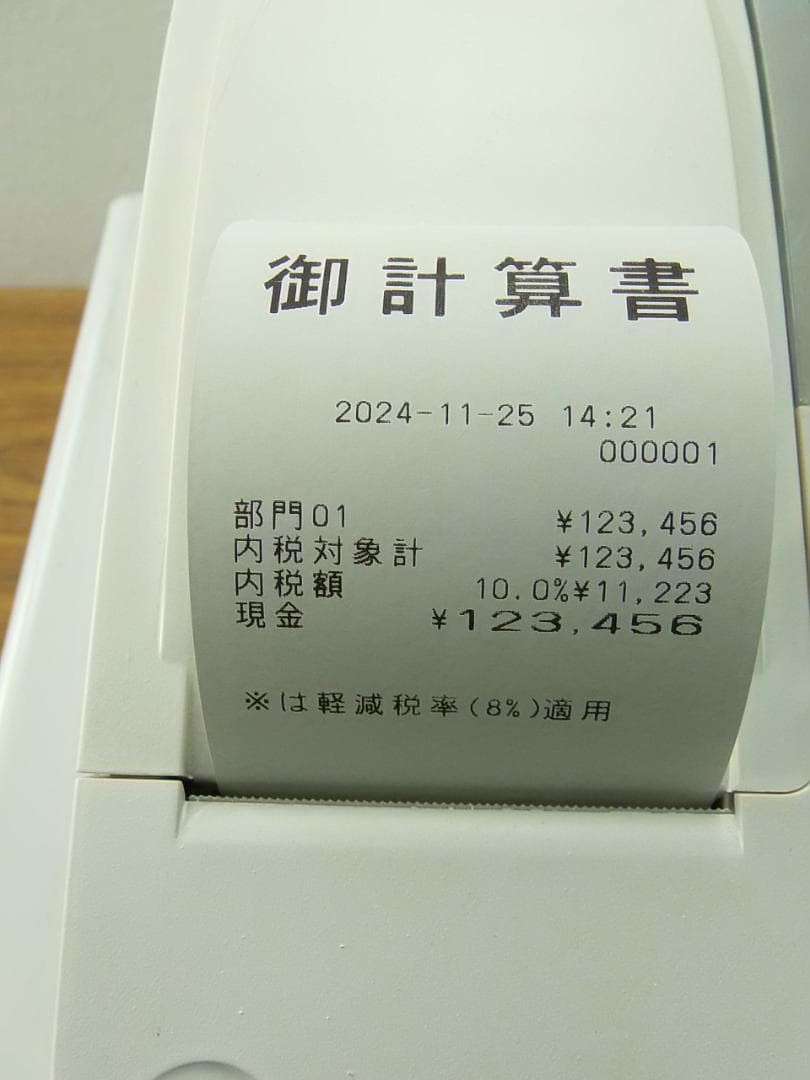 御計算書
2024-11-25 14:21
000001
部門01 ¥123,456
内税対象計 ¥123,456
内税額 10.0%¥11,223
現金 ¥123,456
※は軽減税率(8%)適用